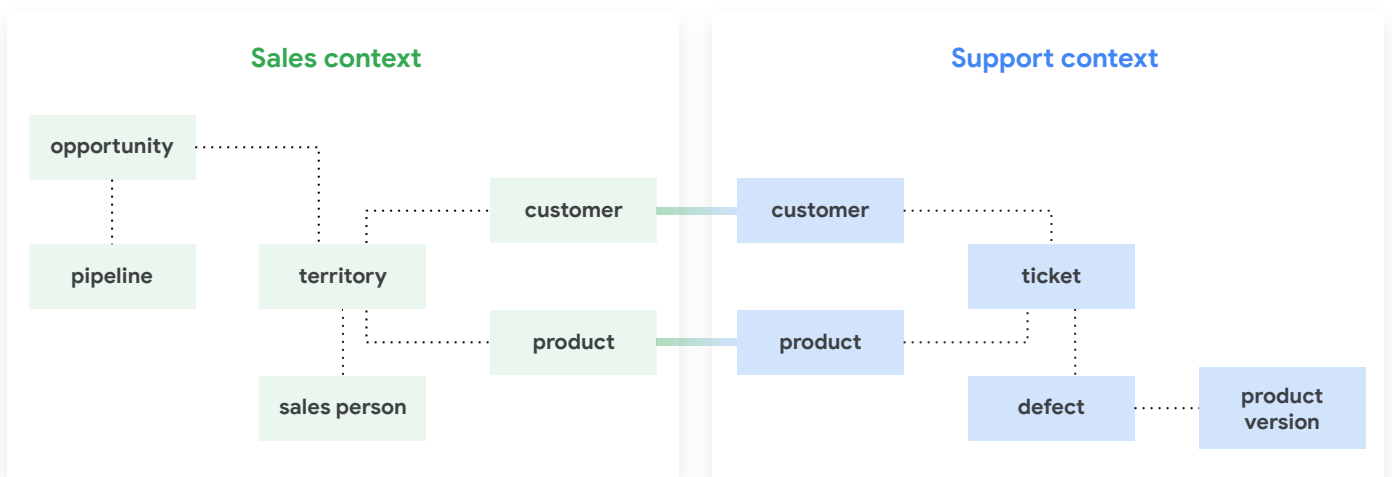 Sales context
opportunity
pipeline
territory
sales person
customer
product
Support context
customer
product
ticket
defect
product
version